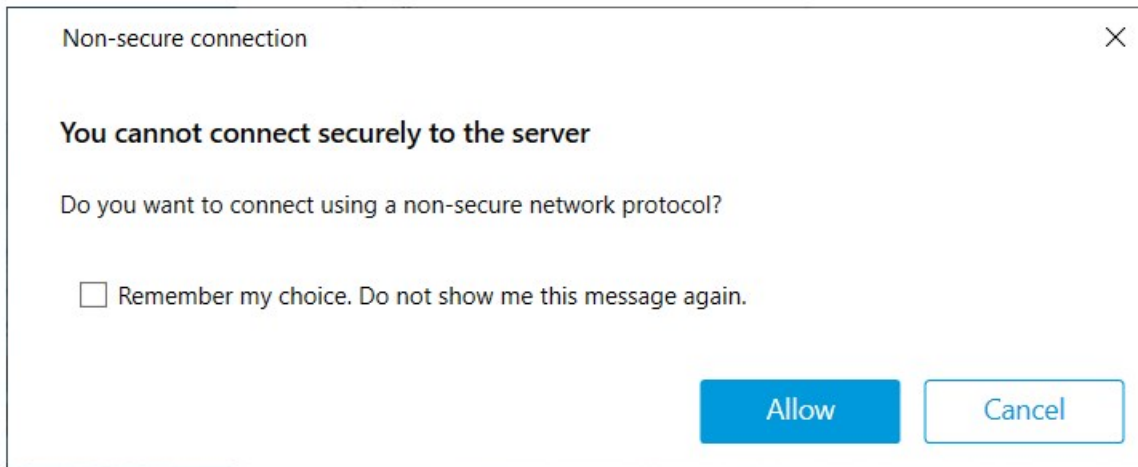 Non-secure connection
You cannot connect securely to the server
Do you want to connect using a non-secure network protocol?
Remember my choice. Do not show me this message again.
Allow
Cancel